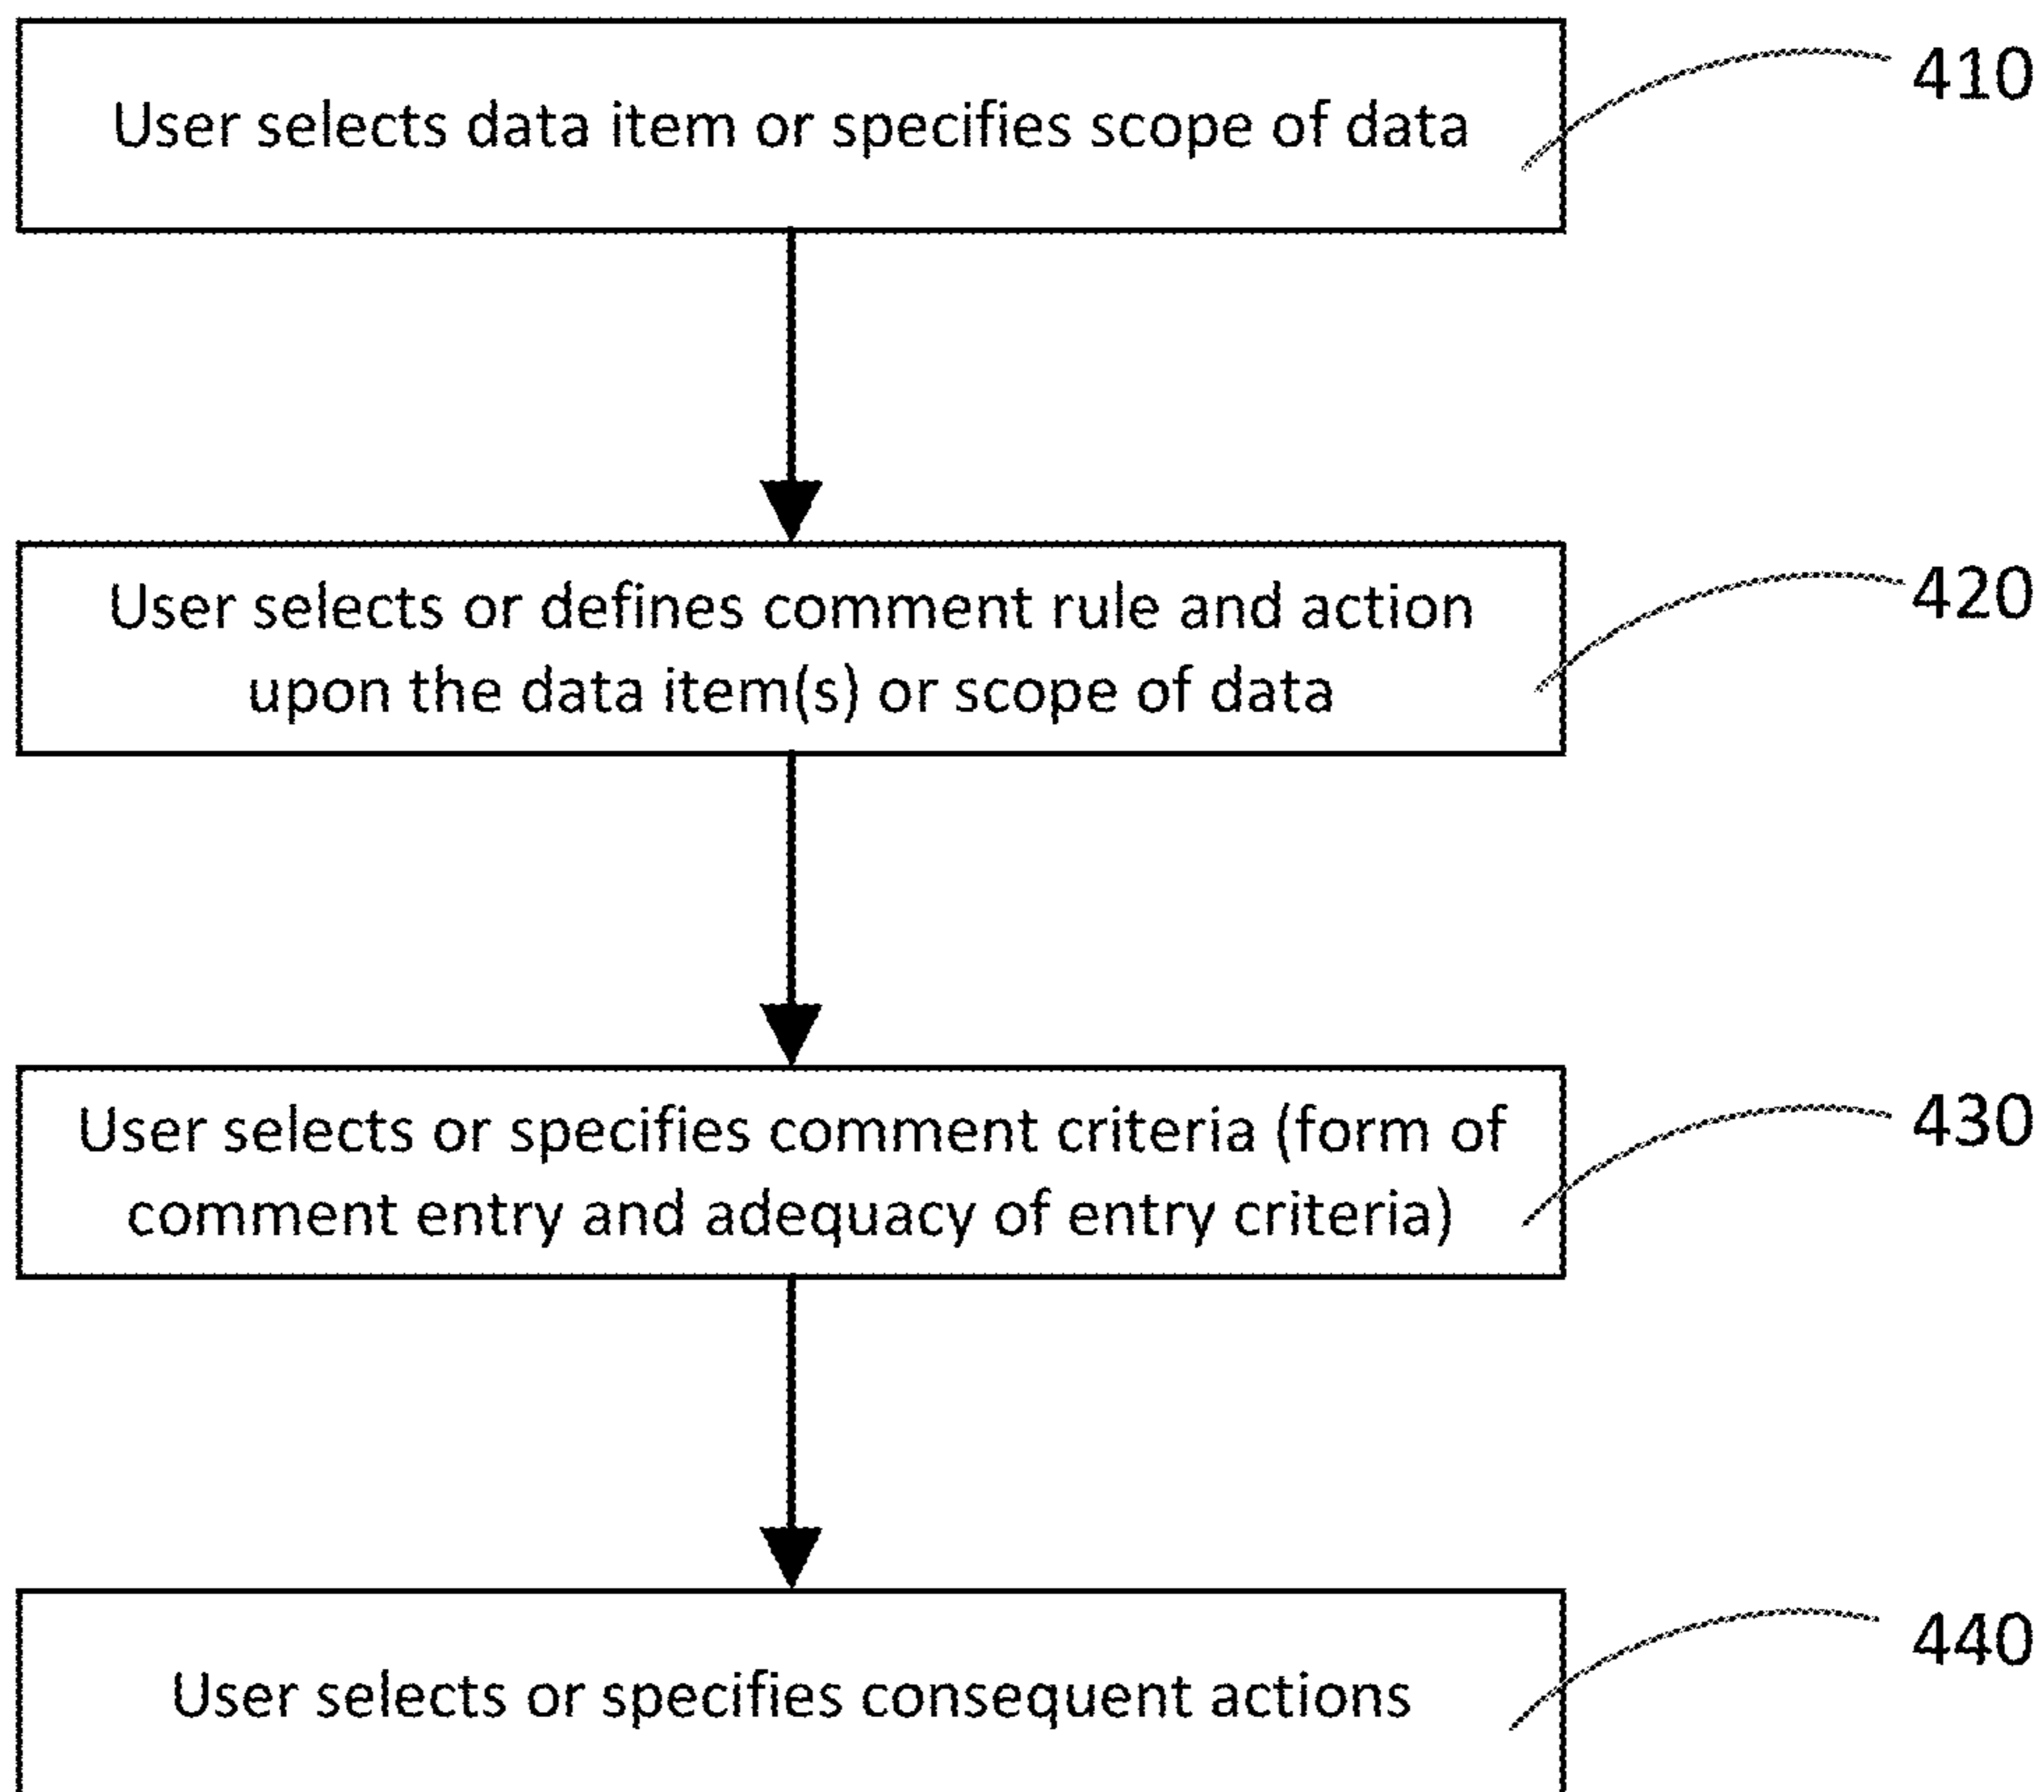 User selects data item or specifies scope of data
410
User selects or defines comment rule and action
upon the data item(s) or scope of data
420
User selects or specifies comment criteria (form of
comment entry and adequacy of entry criteria)
430
User selects or specifies consequent actions
440